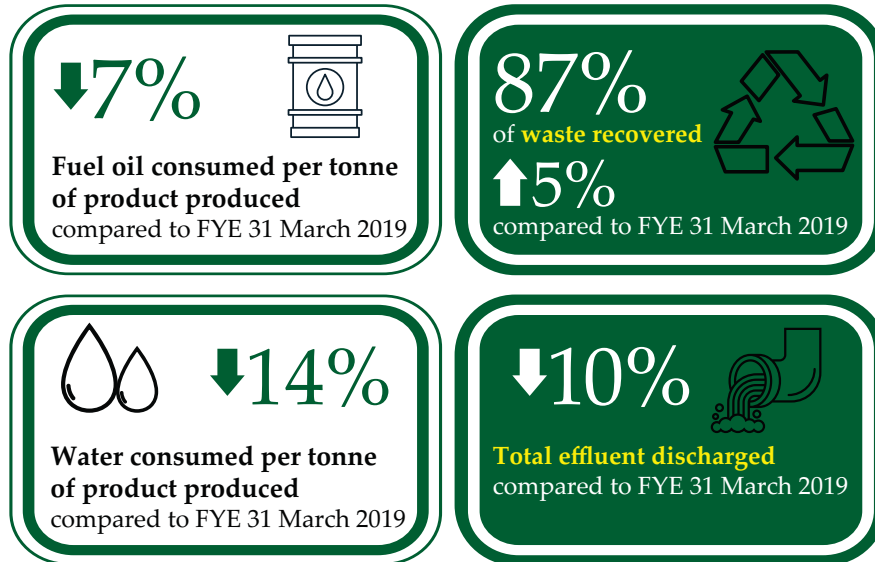 7%
Fuel oil consumed per tonne
of product produced
compared to FYE 31 March 2019
87%
of waste recovered
5%
compared to FYE 31 March 2019
14%
Water consumed per tonne
of product produced
compared to FYE 31 March 2019
10%
Total effluent discharged
compared to FYE 31 March 2019